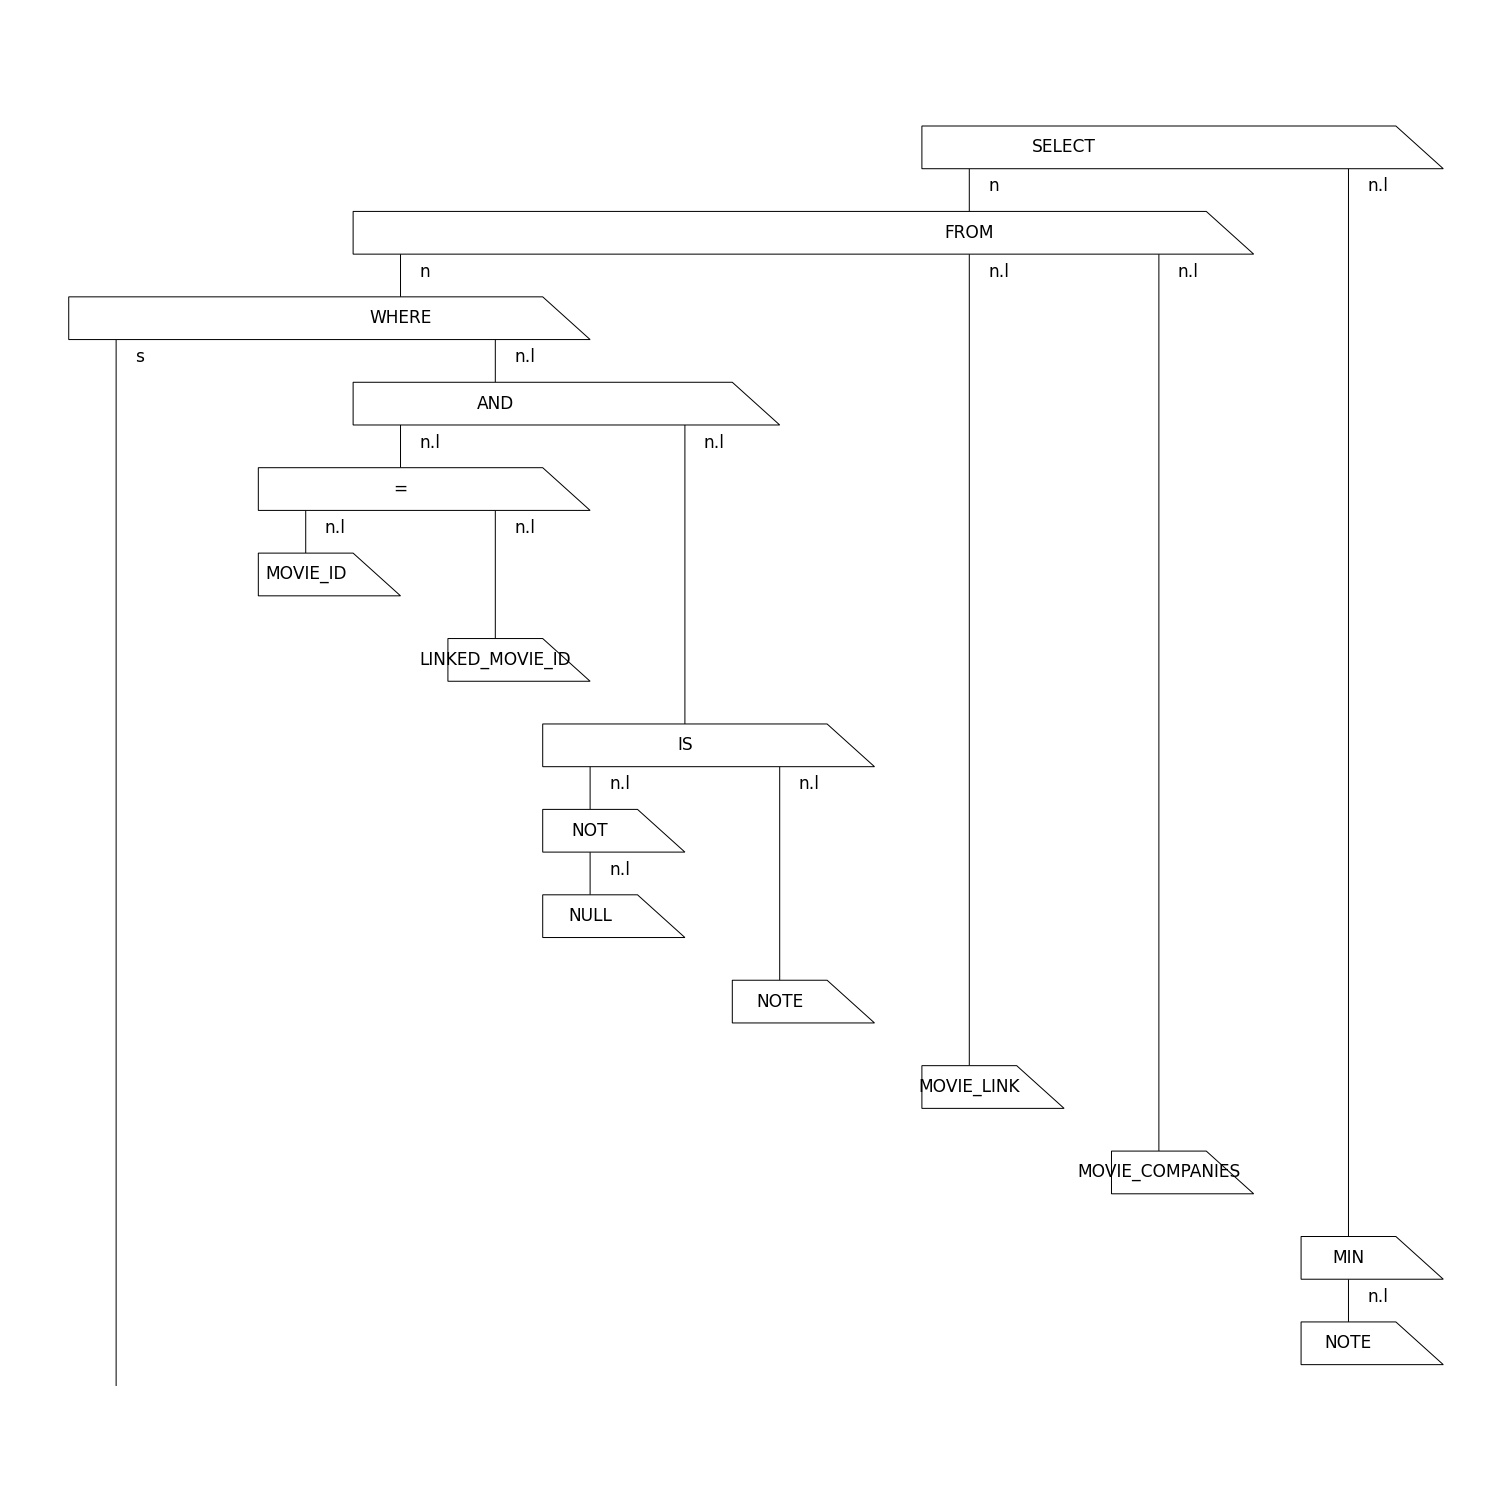 SELECT
n n.l
FROM
n n.l n.l
WHERE
s n.l
AND
n.l n.l
=
n.l n.l
MOVIE_ID
LINKED_MOVIE_ID
IS
n.l n.l
NOT
n.l
NULL
NOTE
MOVIE_LINK
MOVIE_COMPANIES
MIN
n.l
NOTE